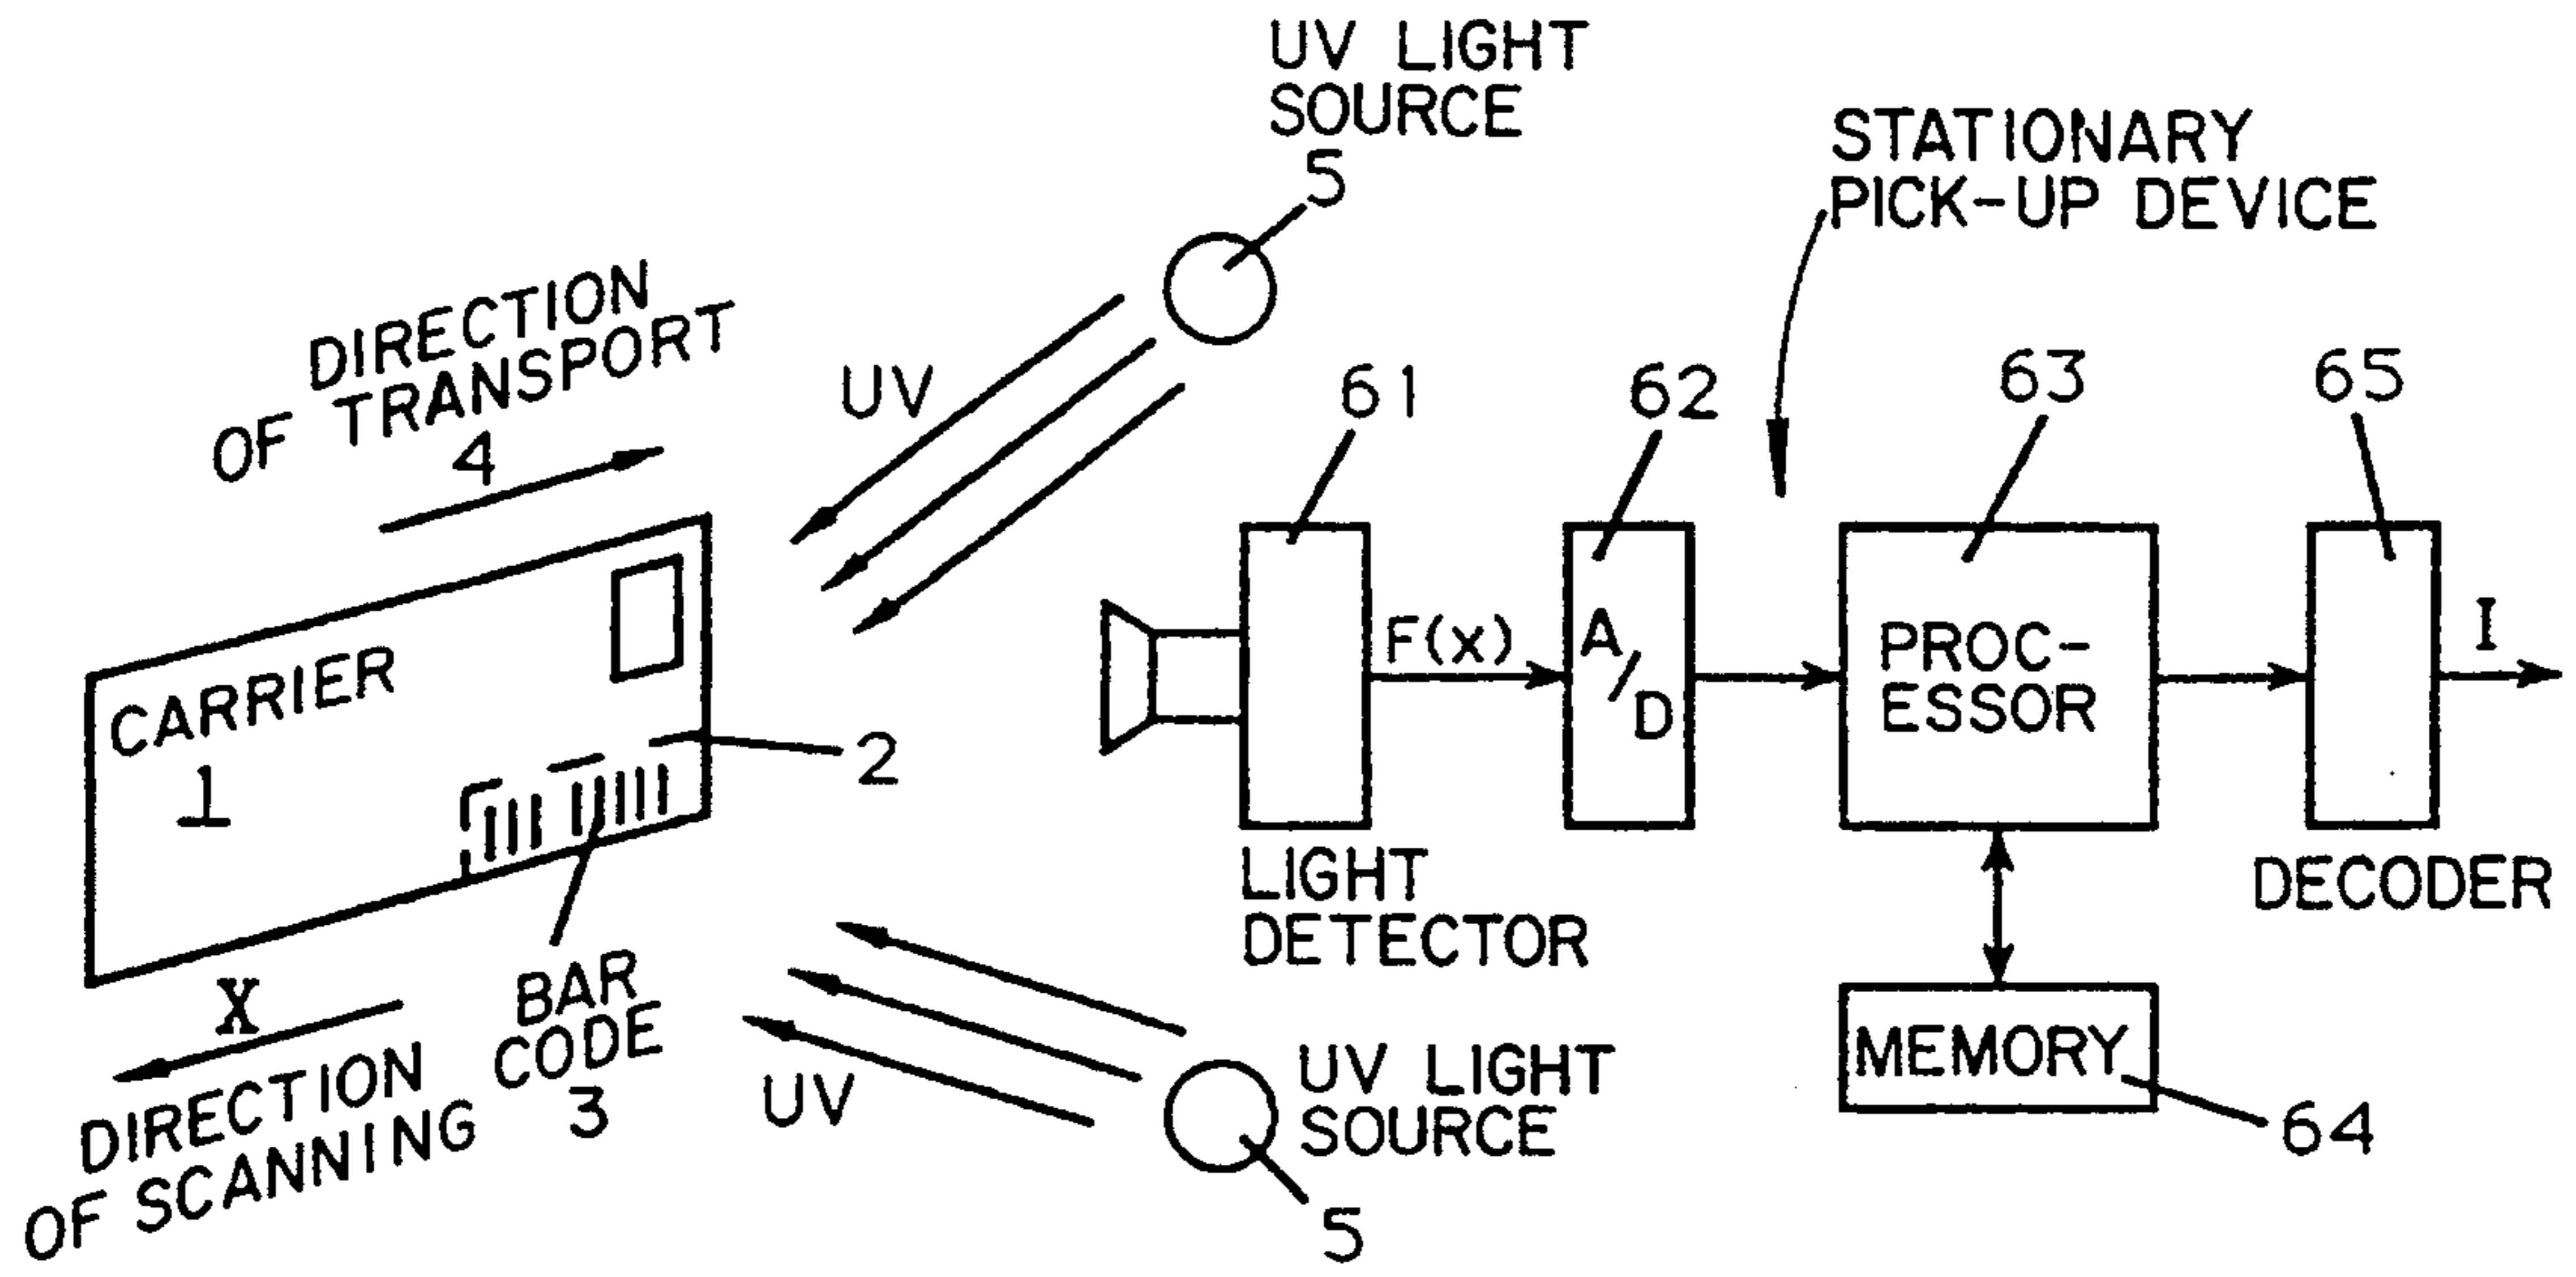 UV LIGHT
SOURCE
5
STATIONARY
PICK-UP DEVICE
DIRECTION
OF TRANSPORT
4
UV
61
62
63
65
CARRIER
1
2
F(x)
A/D
PROC-
ESSOR
I
LIGHT
DETECTOR
DECODER
X
DIRECTION
OF SCANNING
BAR
CODE
3
UV
UV LIGHT
SOURCE
5
MEMORY
64